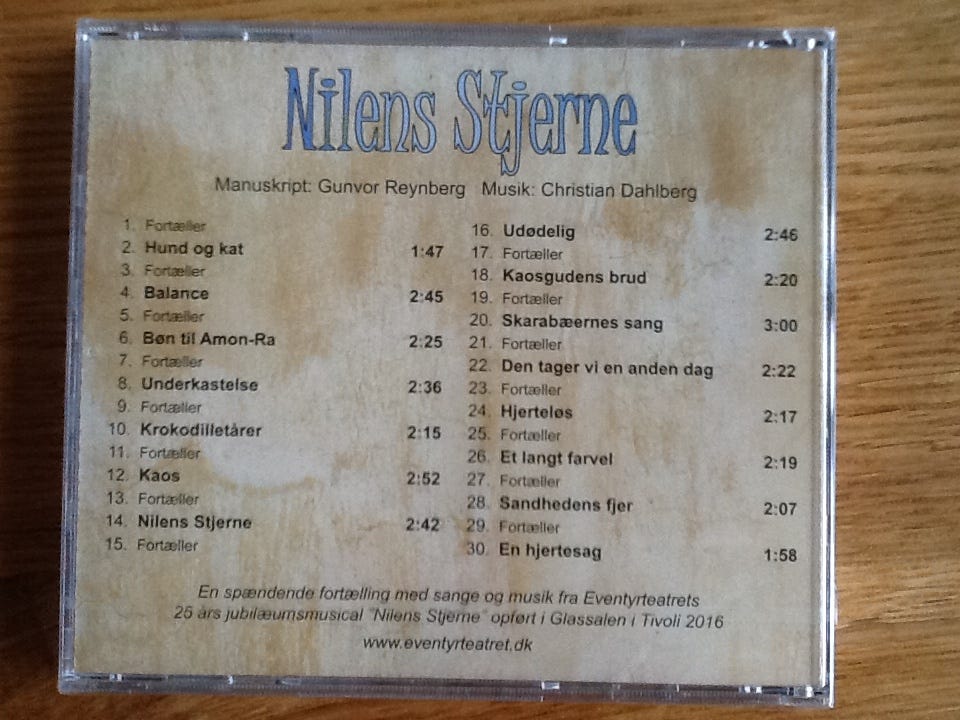 Nilens Stjerne
Manuskript: Gunvor Reynberg Musik: Christian Dahlberg
1. Fortæller
2. Hund og kat 1:47
3. Fortæller
4. Balance 2:45
5. Fortæller
6. Bøn til Amon-Ra 2:25
7. Fortæller
8. Underkastelse 2:36
9. Fortæller
10. Krokodilletårer 2:15
11. Fortæller
12. Kaos 2:52
13. Fortæller
14. Nilens Stjerne 2:42
15. Fortæller
16. Udødelig 2:46
17. Fortæller
18. Kaosgudens brud 2:20
19. Fortæller
20. Skarabæernes sang 3:00
21. Fortæller
22. Den tager vi en anden dag 2:22
23. Fortæller
24. Hjerteløs 2:17
25. Fortæller
26. Et langt farvel 2:19
27. Fortæller
28. Sandhedens fjer 2:07
29. Fortæller
30. En hjertesag 1:58
En spændende fortælling med sange og musik fra Eventyrteatrets
25 års jubilæumsmusical "Nilens Stjerne" opført i Glassalen i Tivoli 2016
www.eventyrteatret.dk